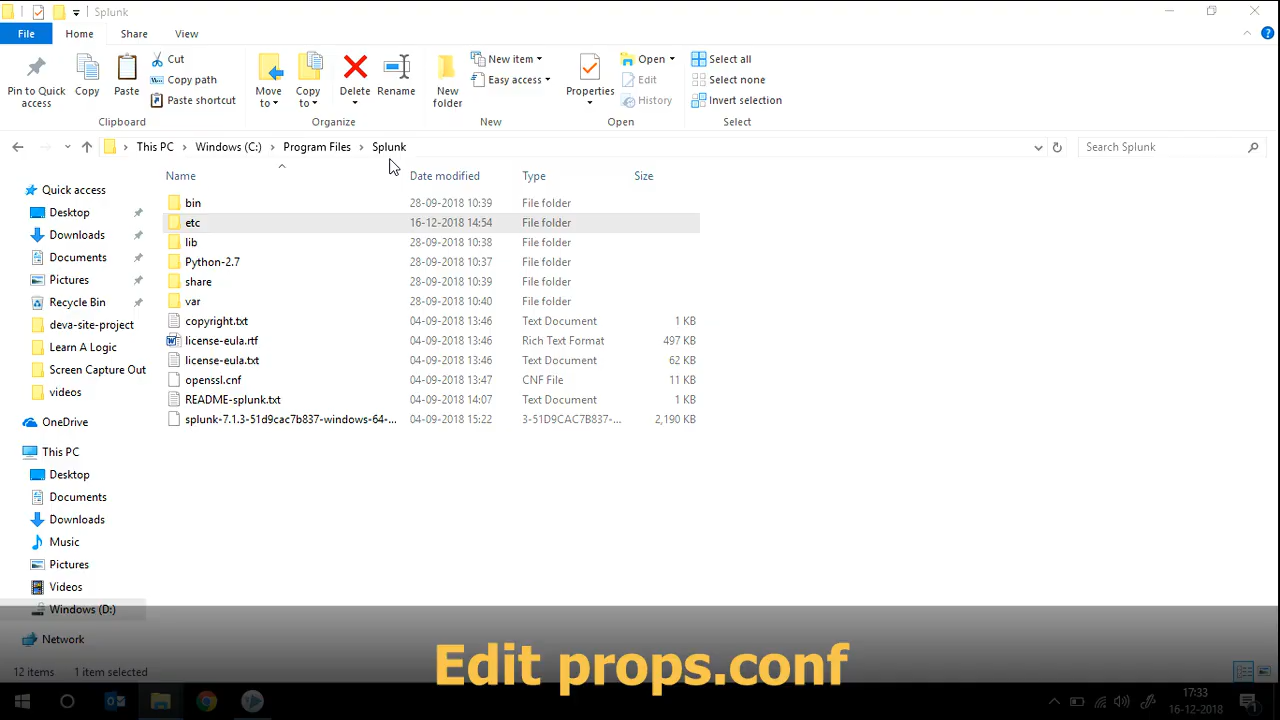 Splunk
File Home Share View
Pin to Quick access
Copy
Paste
Cut
Copy path
Paste shortcut
Clipboard
Move to
Copy to
Delete
Rename
Organize
New folder
New item
Easy access
New
Properties
Open
Edit
History
Open
Select all
Select none
Invert selection
Select
This PC Windows (C:) Program Files Splunk
Search Splunk
Name Date modified Type Size
bin 28-09-2018 10:39 File folder
etc 16-12-2018 14:54 File folder
lib 28-09-2018 10:38 File folder
Python-2.7 28-09-2018 10:37 File folder
share 28-09-2018 10:39 File folder
var 28-09-2018 10:40 File folder
copyright.txt 04-09-2018 13:46 Text Document 1 KB
license-eula.rtf 04-09-2018 13:46 Rich Text Format 497 KB
license-eula.txt 04-09-2018 13:46 Text Document 62 KB
openssl.cnf 04-09-2018 13:47 CNF File 11 KB
README-splunk.txt 04-09-2018 14:07 Text Document 1 KB
splunk-7.1.3-51d9cac7b837-windows-64-... 04-09-2018 15:22 3-51D9CAC7B837-... 2,190 KB
Quick access
Desktop
Downloads
Documents
Pictures
Recycle Bin
deva-site-project
Learn A Logic
Screen Capture Out
videos
OneDrive
This PC
Desktop
Documents
Downloads
Music
Pictures
Videos
Windows (D:)
Network
12 items 1 item selected
Edit props.conf
17:33
16-12-2018